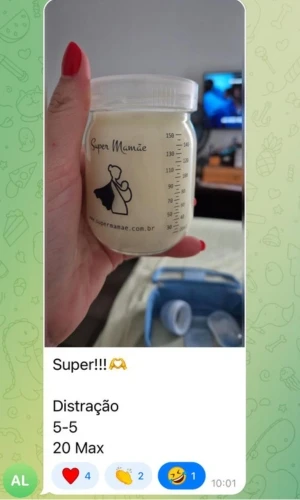 Super Mamãe
www.supermamae.com.br
Super!!!🫶
Distração
5-5
20 Max
❤️ 4 👏 2 🤣 1 10:01
AL